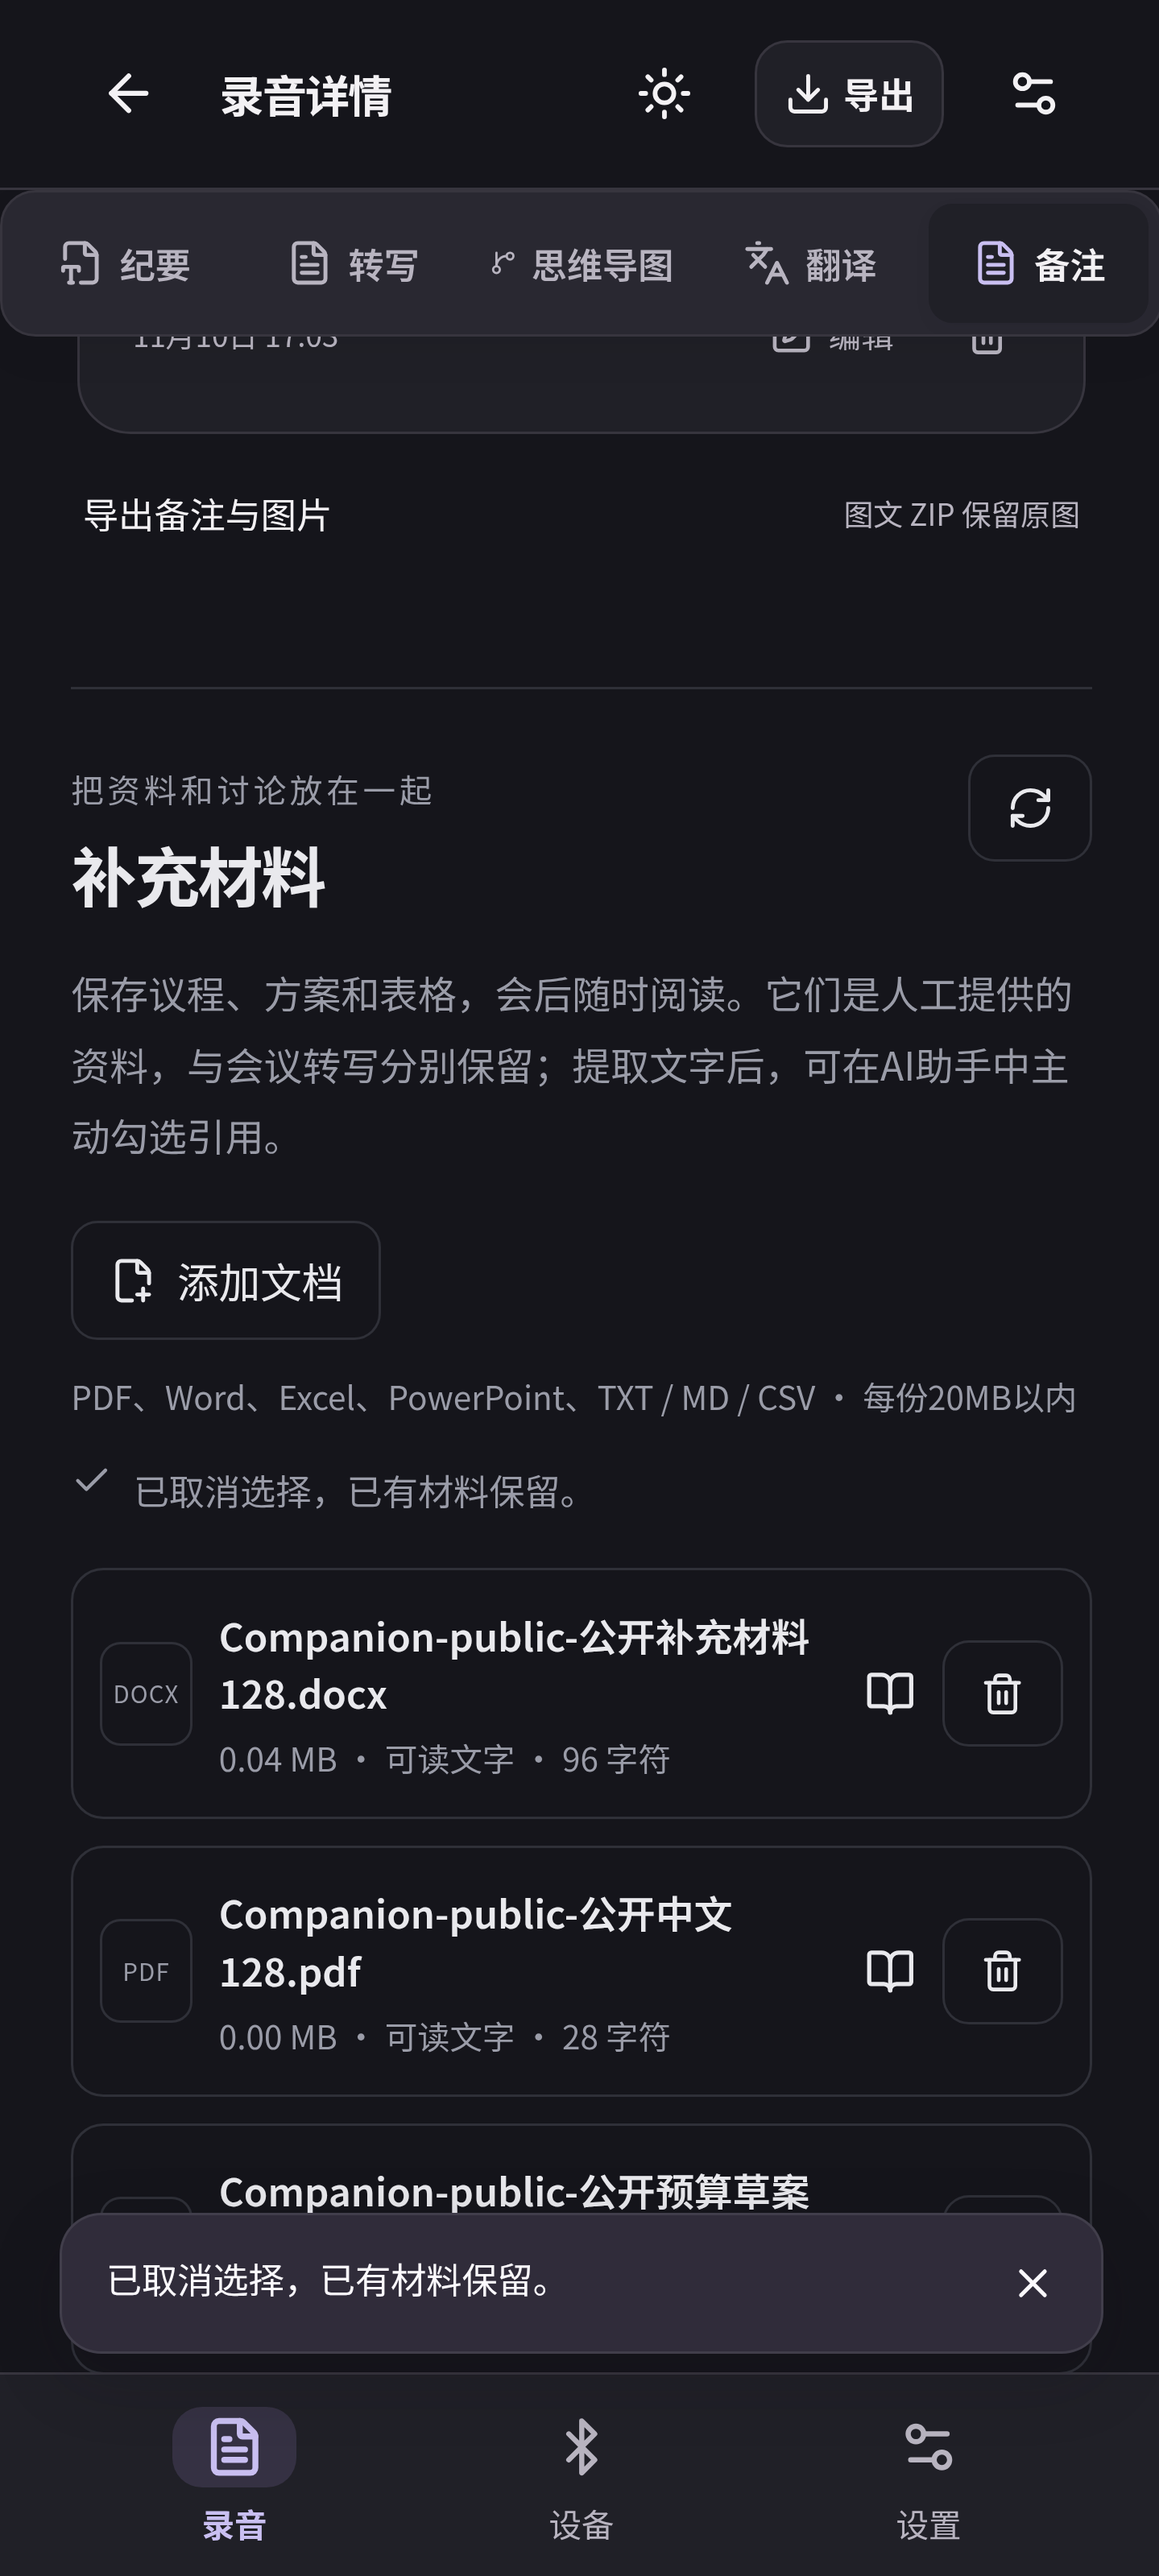 录音详情
导出
纪要
转写
思维导图
翻译
备注
11月10日 17:03
编辑
导出备注与图片
图文 ZIP 保留原图
把资料和讨论放在一起
补充材料
保存议程、方案和表格，会后随时阅读。它们是人工提供的
资料，与会议转写分别保留；提取文字后，可在AI助手中主
动勾选引用。
添加文档
PDF、Word、Excel、PowerPoint、TXT / MD / CSV • 每份20MB以内
已取消选择，已有材料保留。
DOCX
Companion-public-公开补充材料
128.docx
0.04 MB • 可读文字 • 96 字符
PDF
Companion-public-公开中文
128.pdf
0.00 MB • 可读文字 • 28 字符
Companion-public-公开预算草案
已取消选择，已有材料保留。
录音
设备
设置